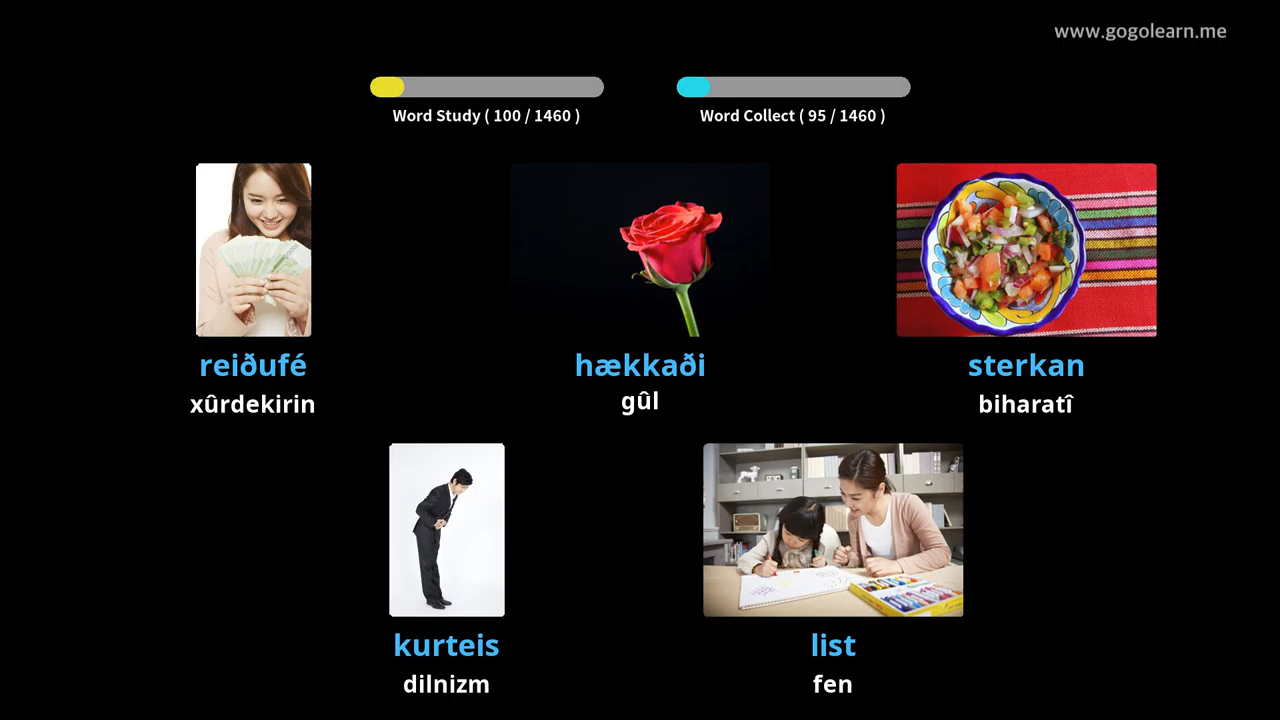 www.gogolearn.me
Word Study ( 100 / 1460 )
Word Collect ( 95 / 1460 )
reiðufé
hækkaði
sterkan
xûrdekirin
gûl
biharatî
kurteis
list
dilnizm
fen